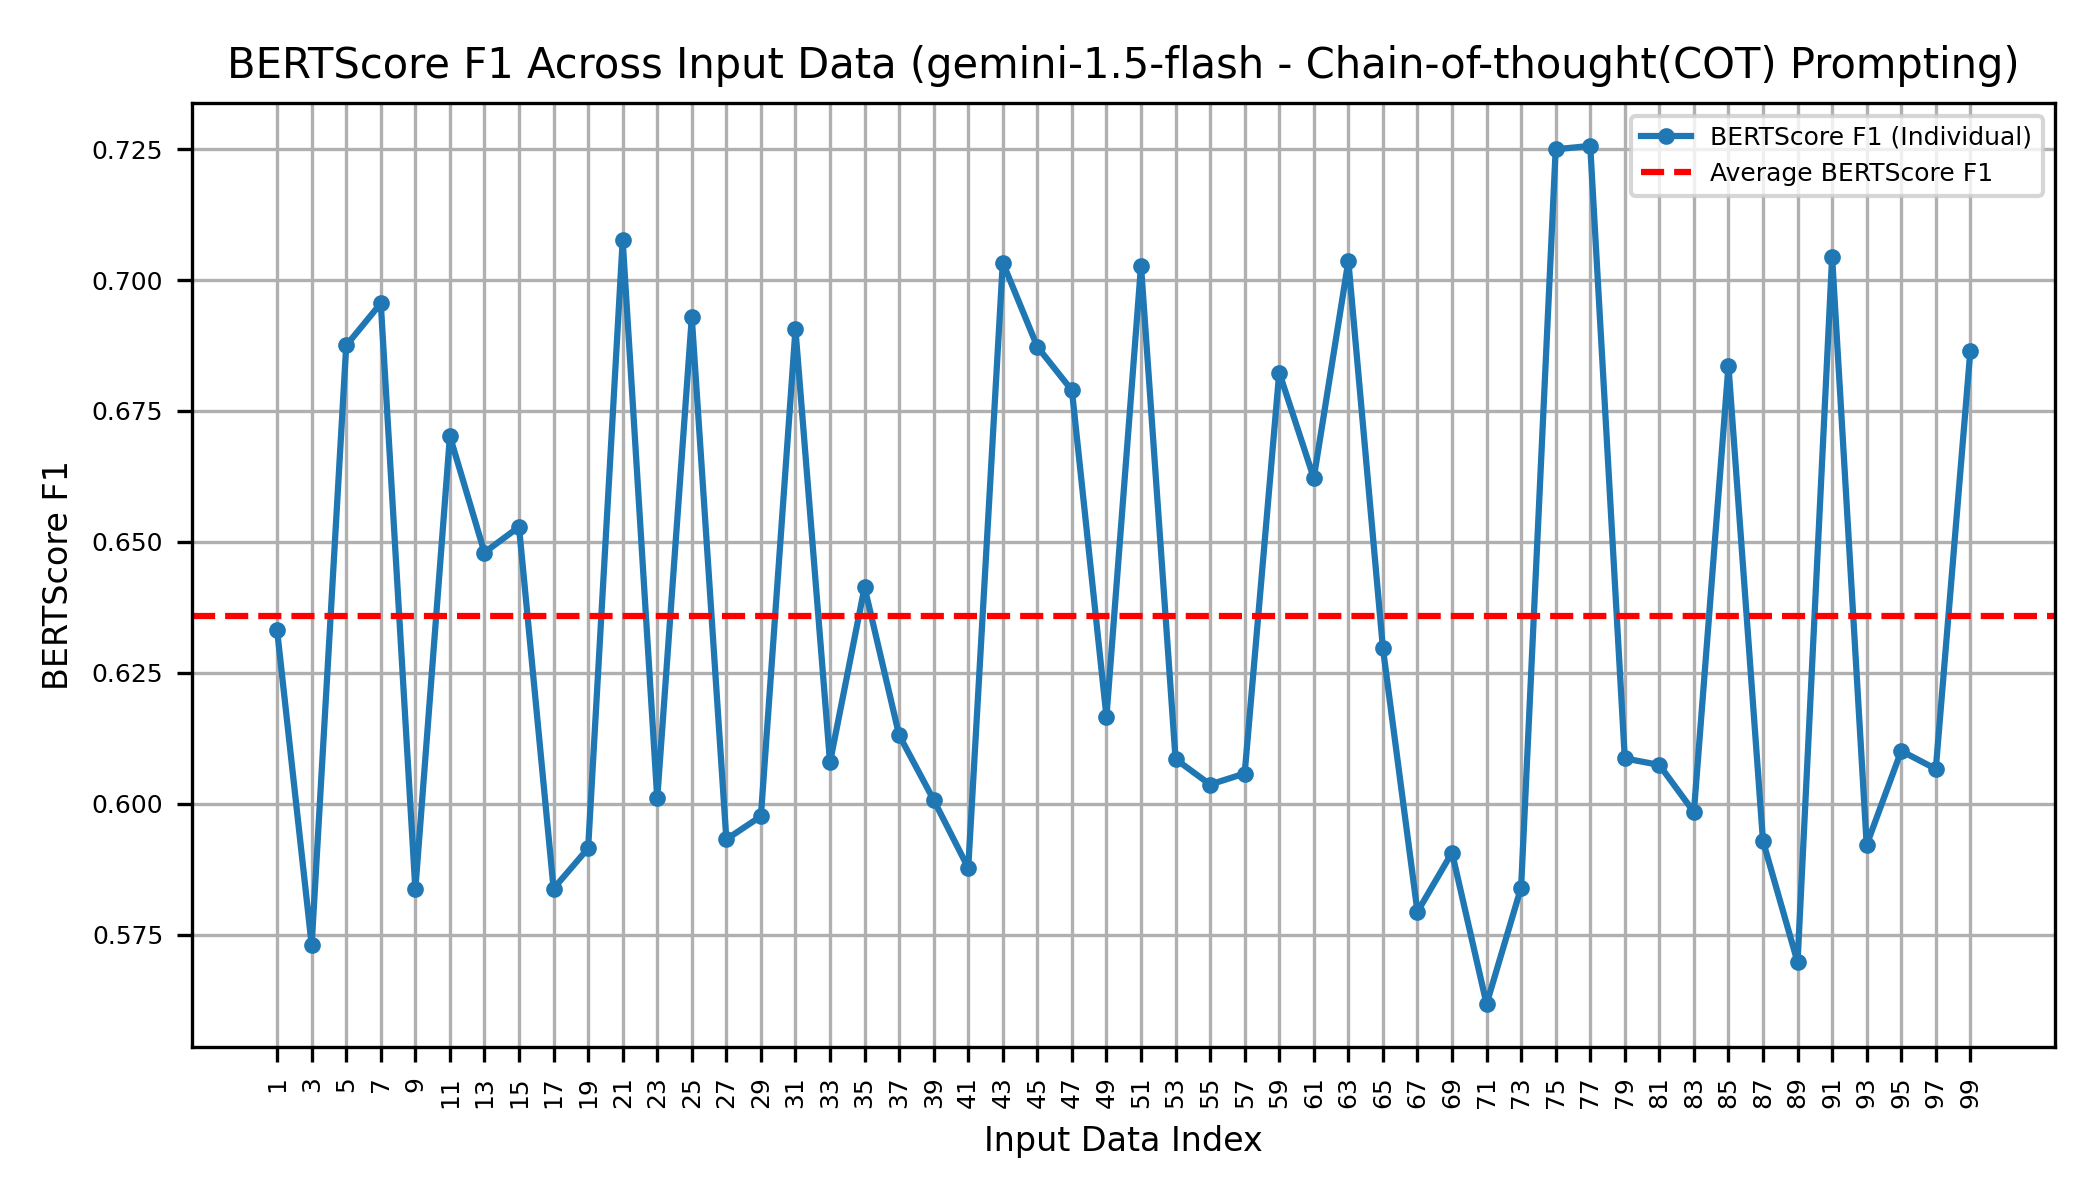 BERTScore F1 Across Input Data (gemini-1.5-flash - Chain-of-thought(COT) Prompting)
BERTScore F1 (Individual)
Average BERTScore F1
BERTScore F1
0.725
0.700
0.675
0.650
0.625
0.600
0.575
1 3 5 7 9 11 13 15 17 19 21 23 25 27 29 31 33 35 37 39 41 43 45 47 49 51 53 55 57 59 61 63 65 67 69 71 73 75 77 79 81 83 85 87 89 91 93 95 97 99
Input Data Index